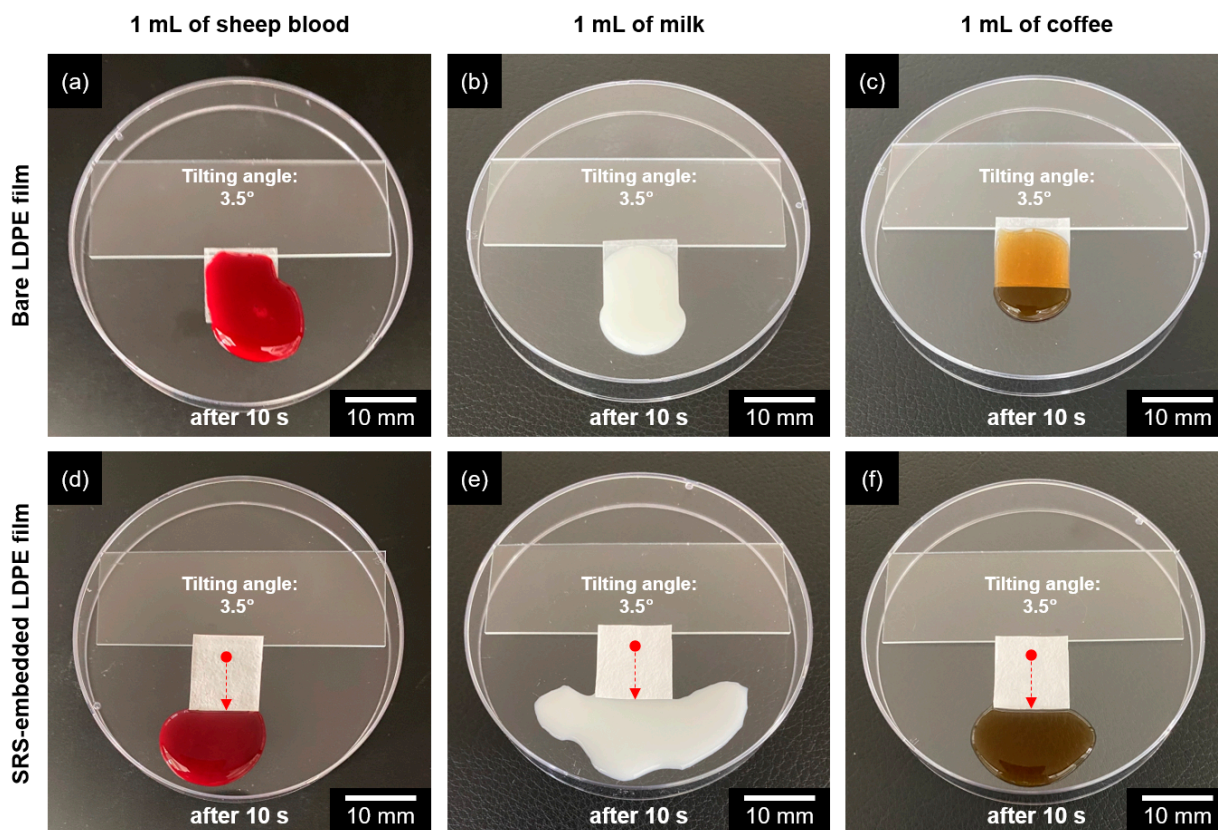 1 mL of sheep blood
1 mL of milk
1 mL of coffee
Bare LDPE film
(a)
Tilting angle:
3.5°
after 10 s
10 mm
(b)
Tilting angle:
3.5°
after 10 s
10 mm
(c)
Tilting angle:
3.5°
after 10 s
10 mm
SRS-embedded LDPE film
(d)
Tilting angle:
3.5°
after 10 s
10 mm
(e)
Tilting angle:
3.5°
after 10 s
10 mm
(f)
Tilting angle:
3.5°
after 10 s
10 mm